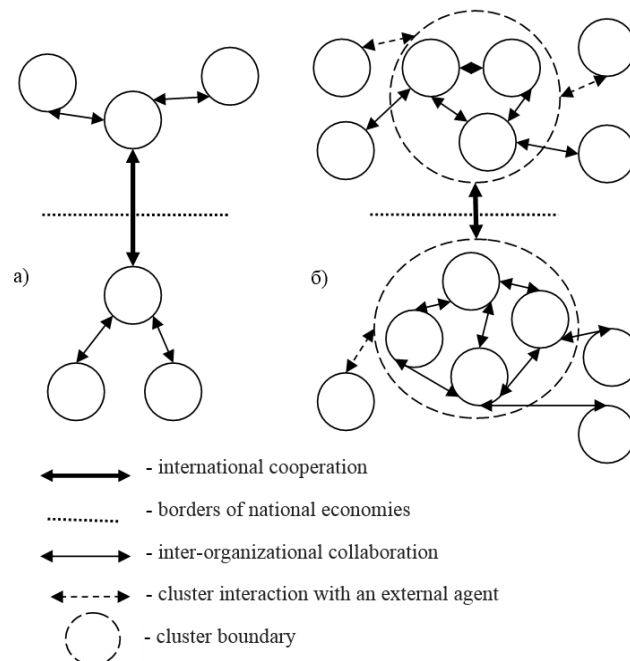 а)
б)
- international cooperation
- borders of national economies
- inter-organizational collaboration
- cluster interaction with an external agent
- cluster boundary